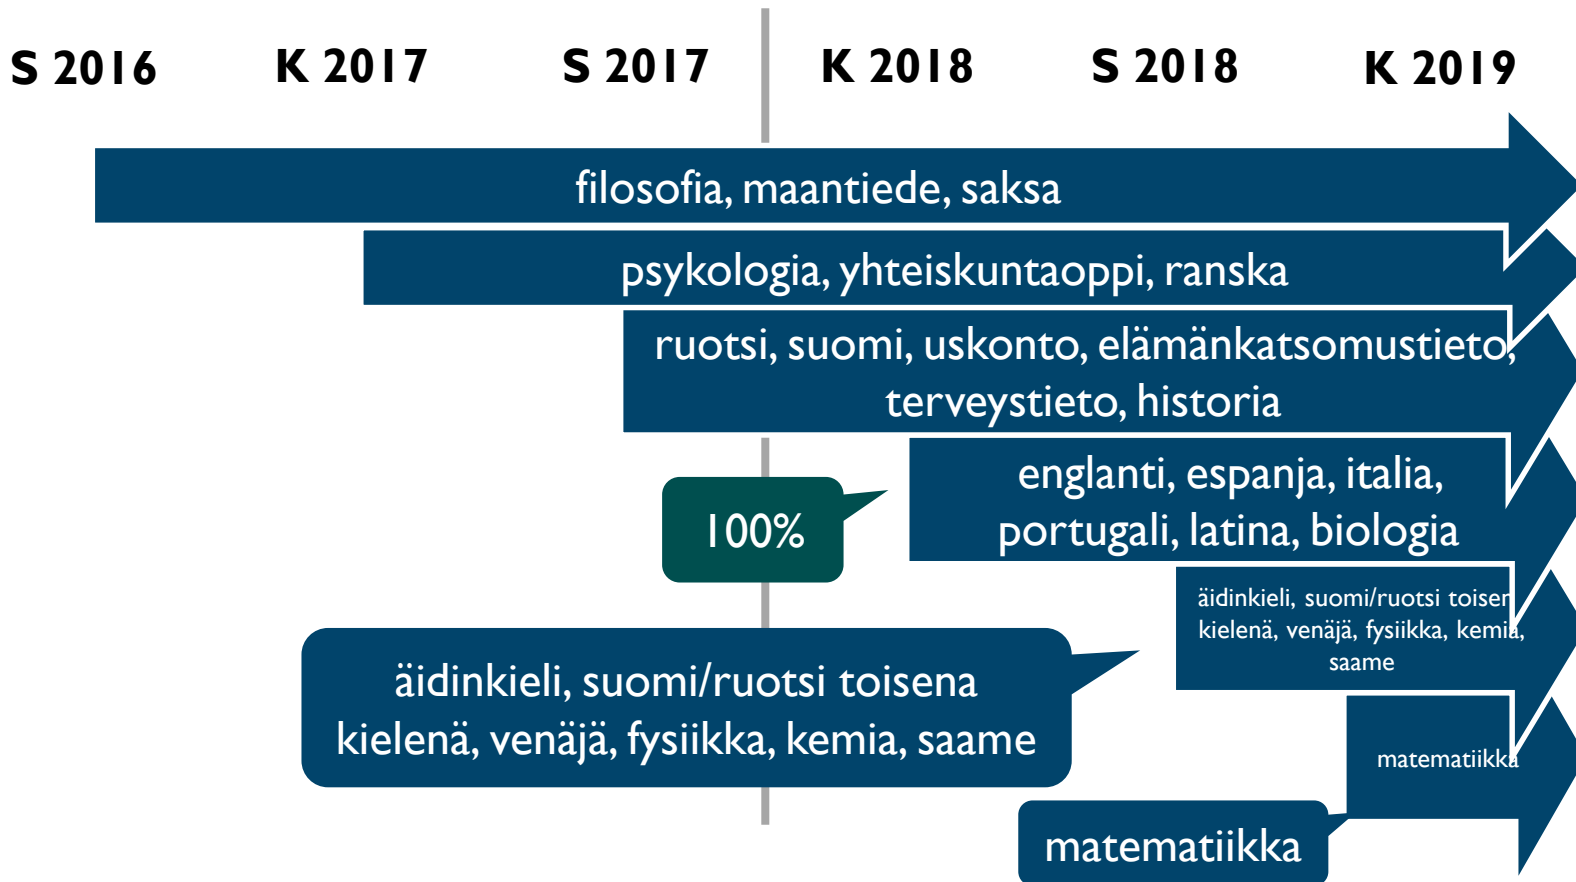 S 2016 K 2017 S 2017 K 2018 S 2018 K 2019
filosofia, maantiede, saksa
psykologia, yhteiskuntaoppi, ranska
ruotsi, suomi, uskonto, elämänkatsomustieto,
terveystieto, historia
englanti, espanja, italia,
portugali, latina, biologia
100%
äidinkieli, suomi/ruotsi toisen
kielenä, venäjä, fysiikka, kemia,
saame
äidinkieli, suomi/ruotsi toisena
kielenä, venäjä, fysiikka, kemia, saame
matematiikka
matematiikka